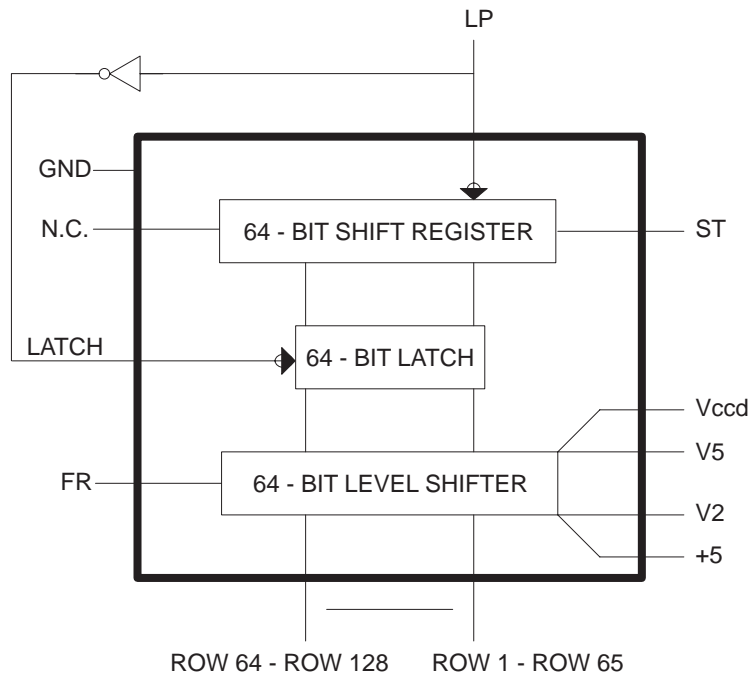 LP
GND
N.C.
64 - BIT SHIFT REGISTER
ST
LATCH
64 - BIT LATCH
Vccd
V5
FR
64 - BIT LEVEL SHIFTER
V2
+5
ROW 64 - ROW 128
ROW 1 - ROW 65